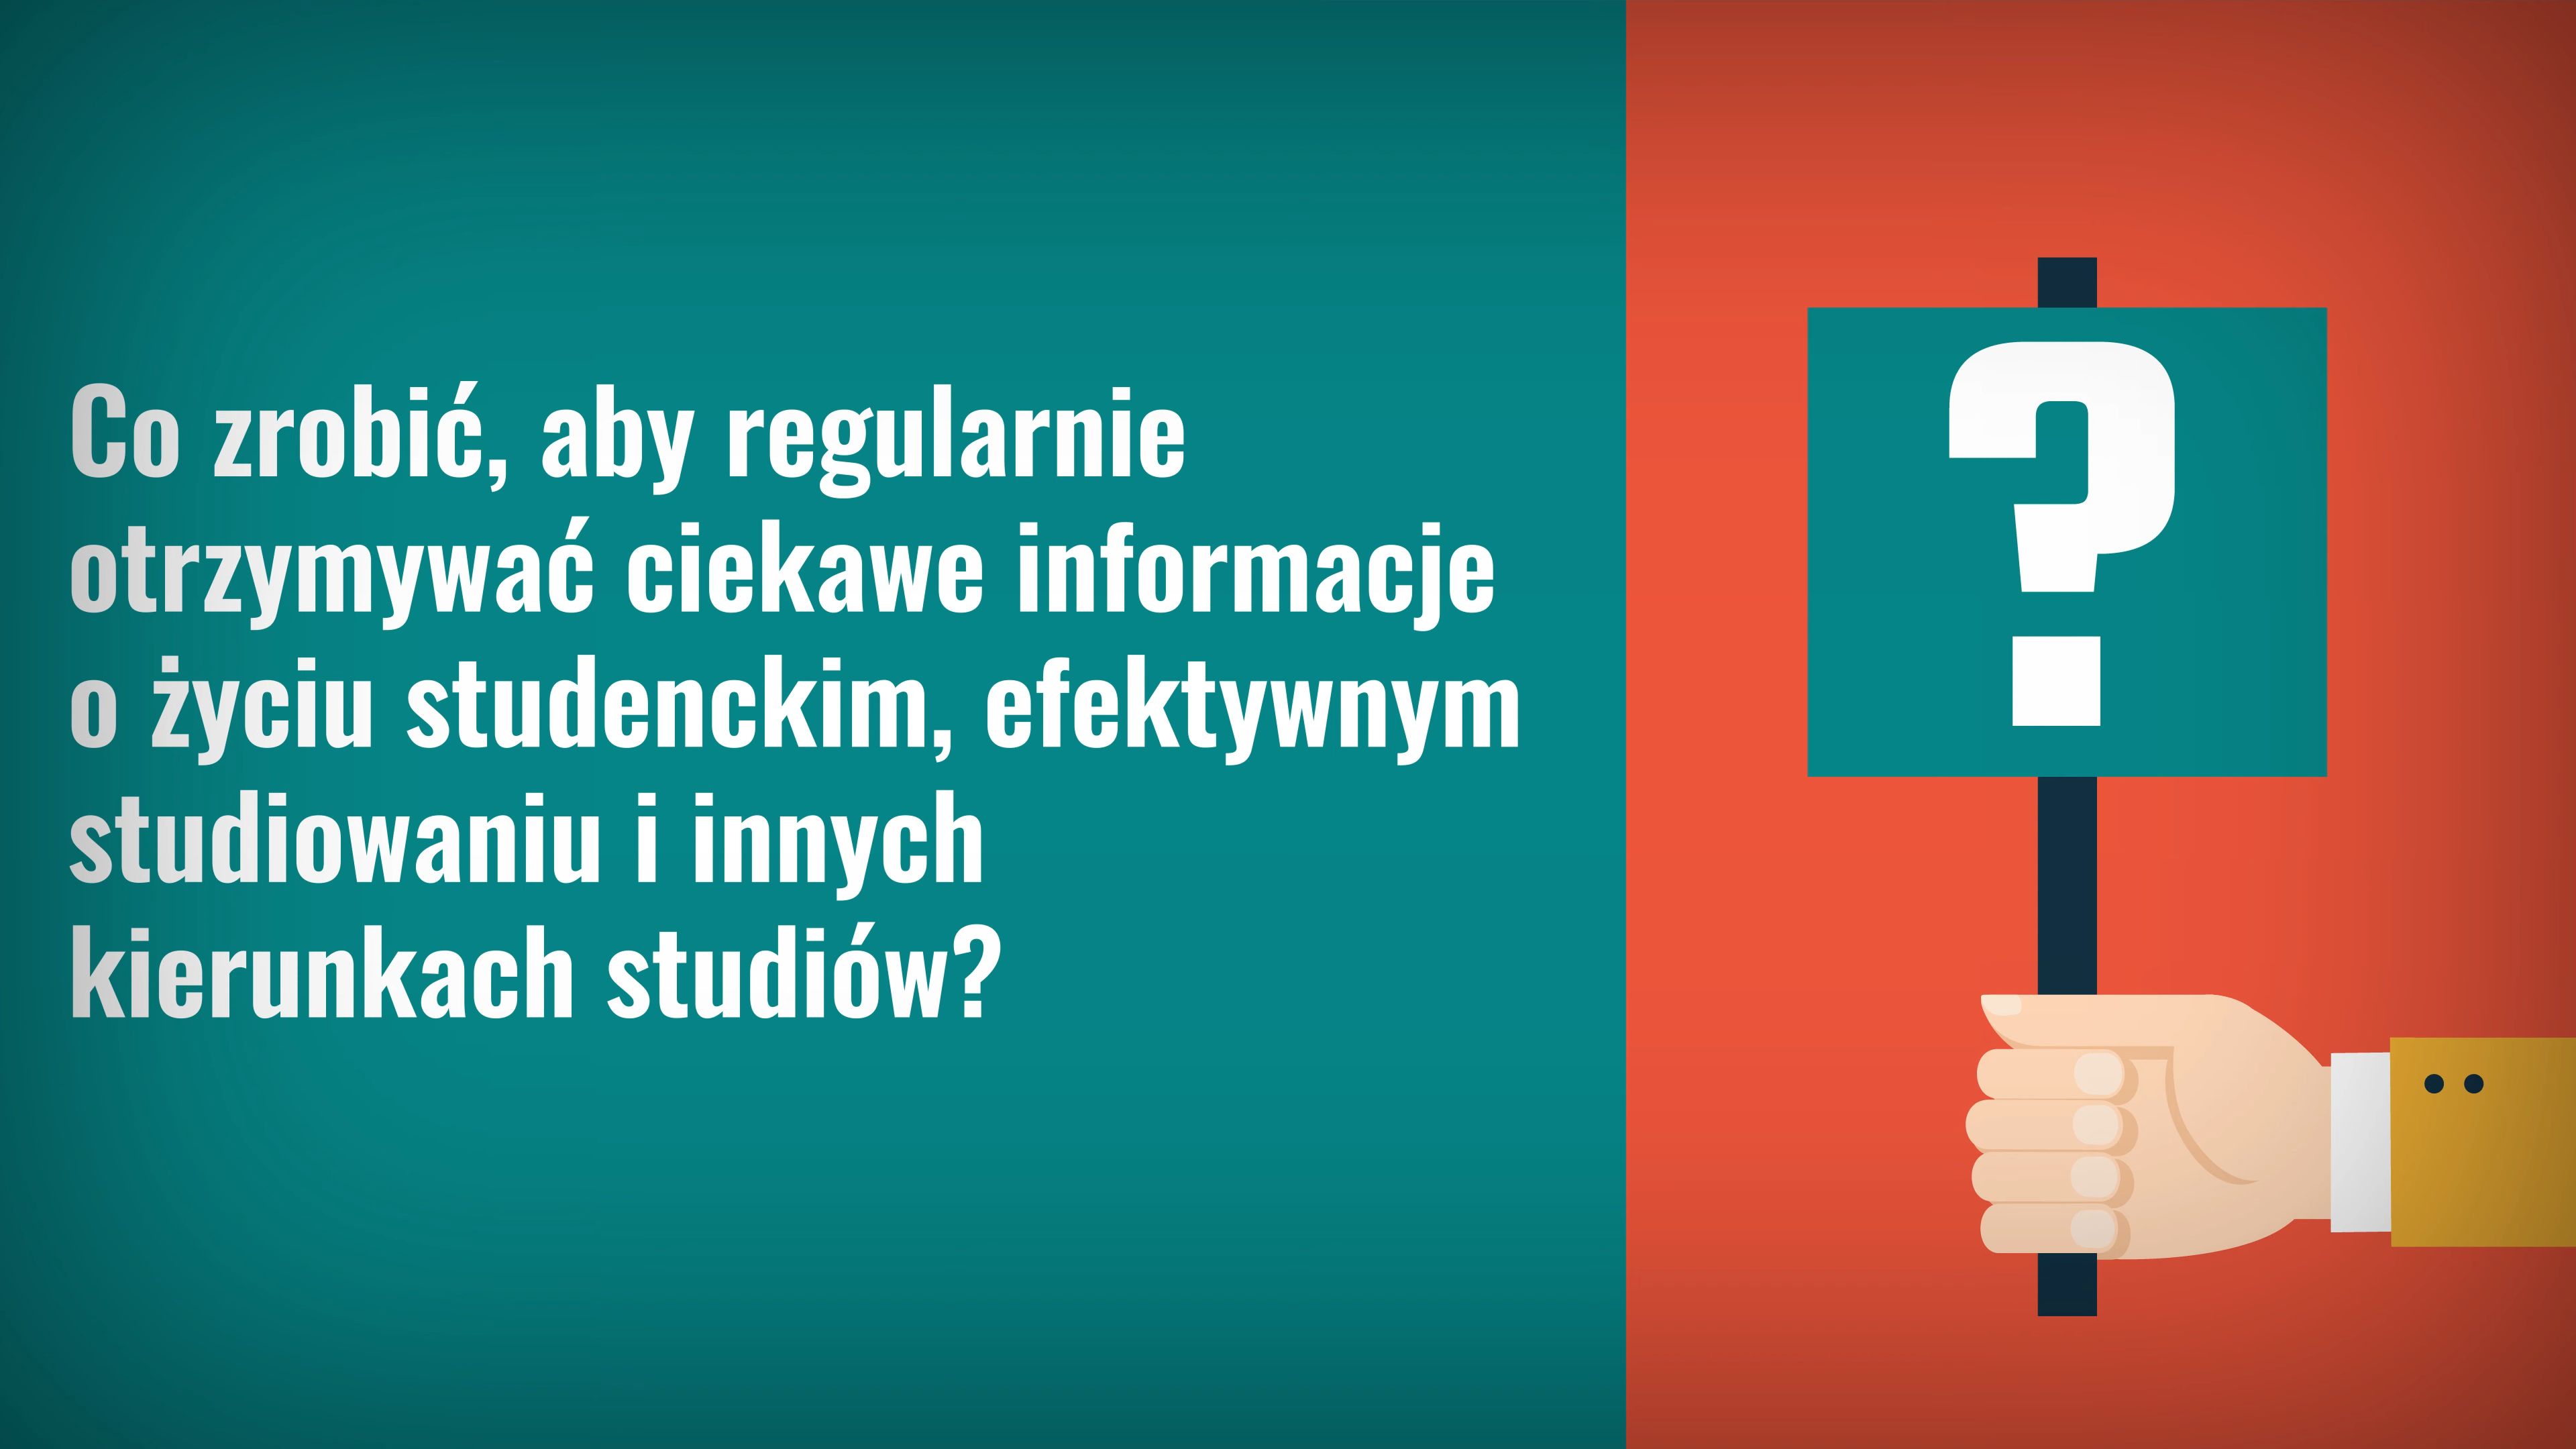 Co zrobić, aby regularnie
otrzymywać ciekawe informacje
o życiu studenckim, efektywnym
studiowaniu i innych
kierunkach studiów?
?